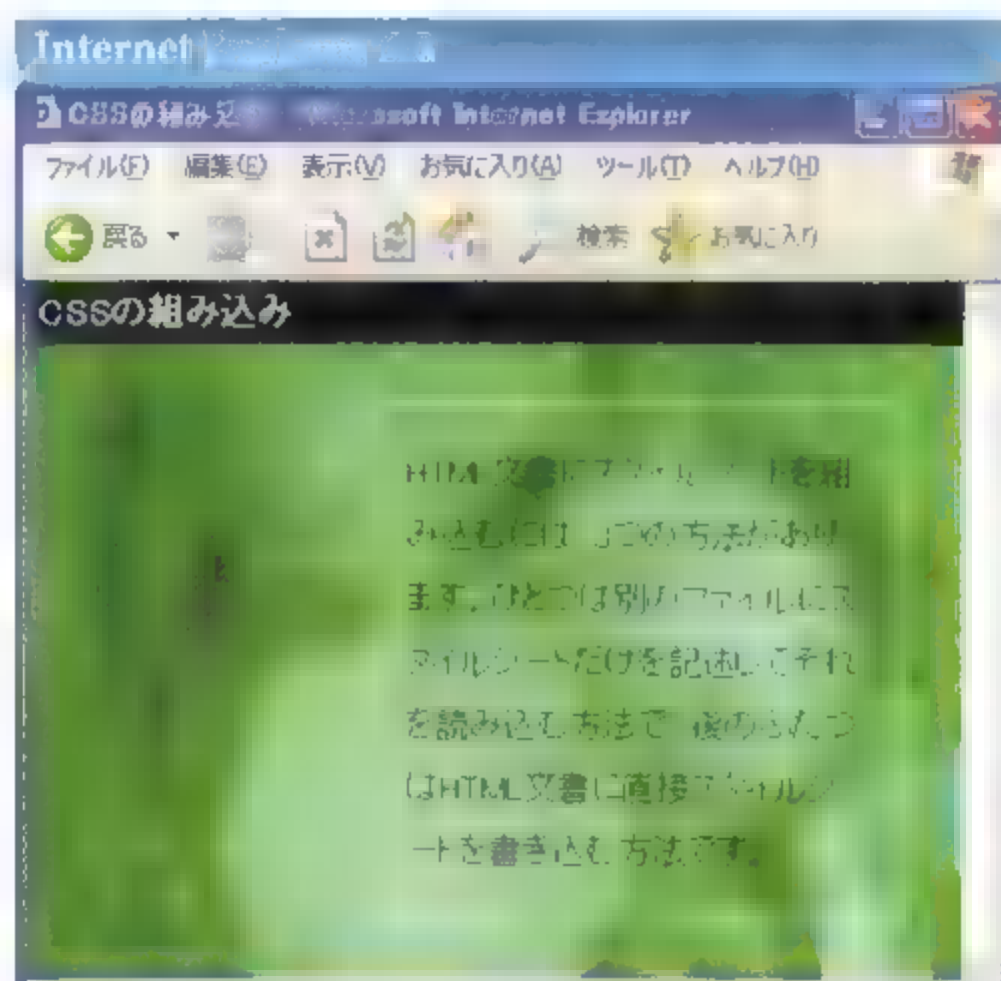 Internet
CSSの組み込 Microsoft Internet Explorer
ファイル(F) 編集(E) 表示(V) お気に入り(A) ツール(T) ヘルプ(H)
戻る 検索 お気に入り
CSSの組み込み
HTML文書にスタイルシートを組
み込むには 3つの方法があり
ます。ひとつは別のファイルにス
タイルシートだけを記述してそれ
を読み込む方法で 後のふたつ
はHTML文書に直接スタイルシ
ートを書き込む方法です。